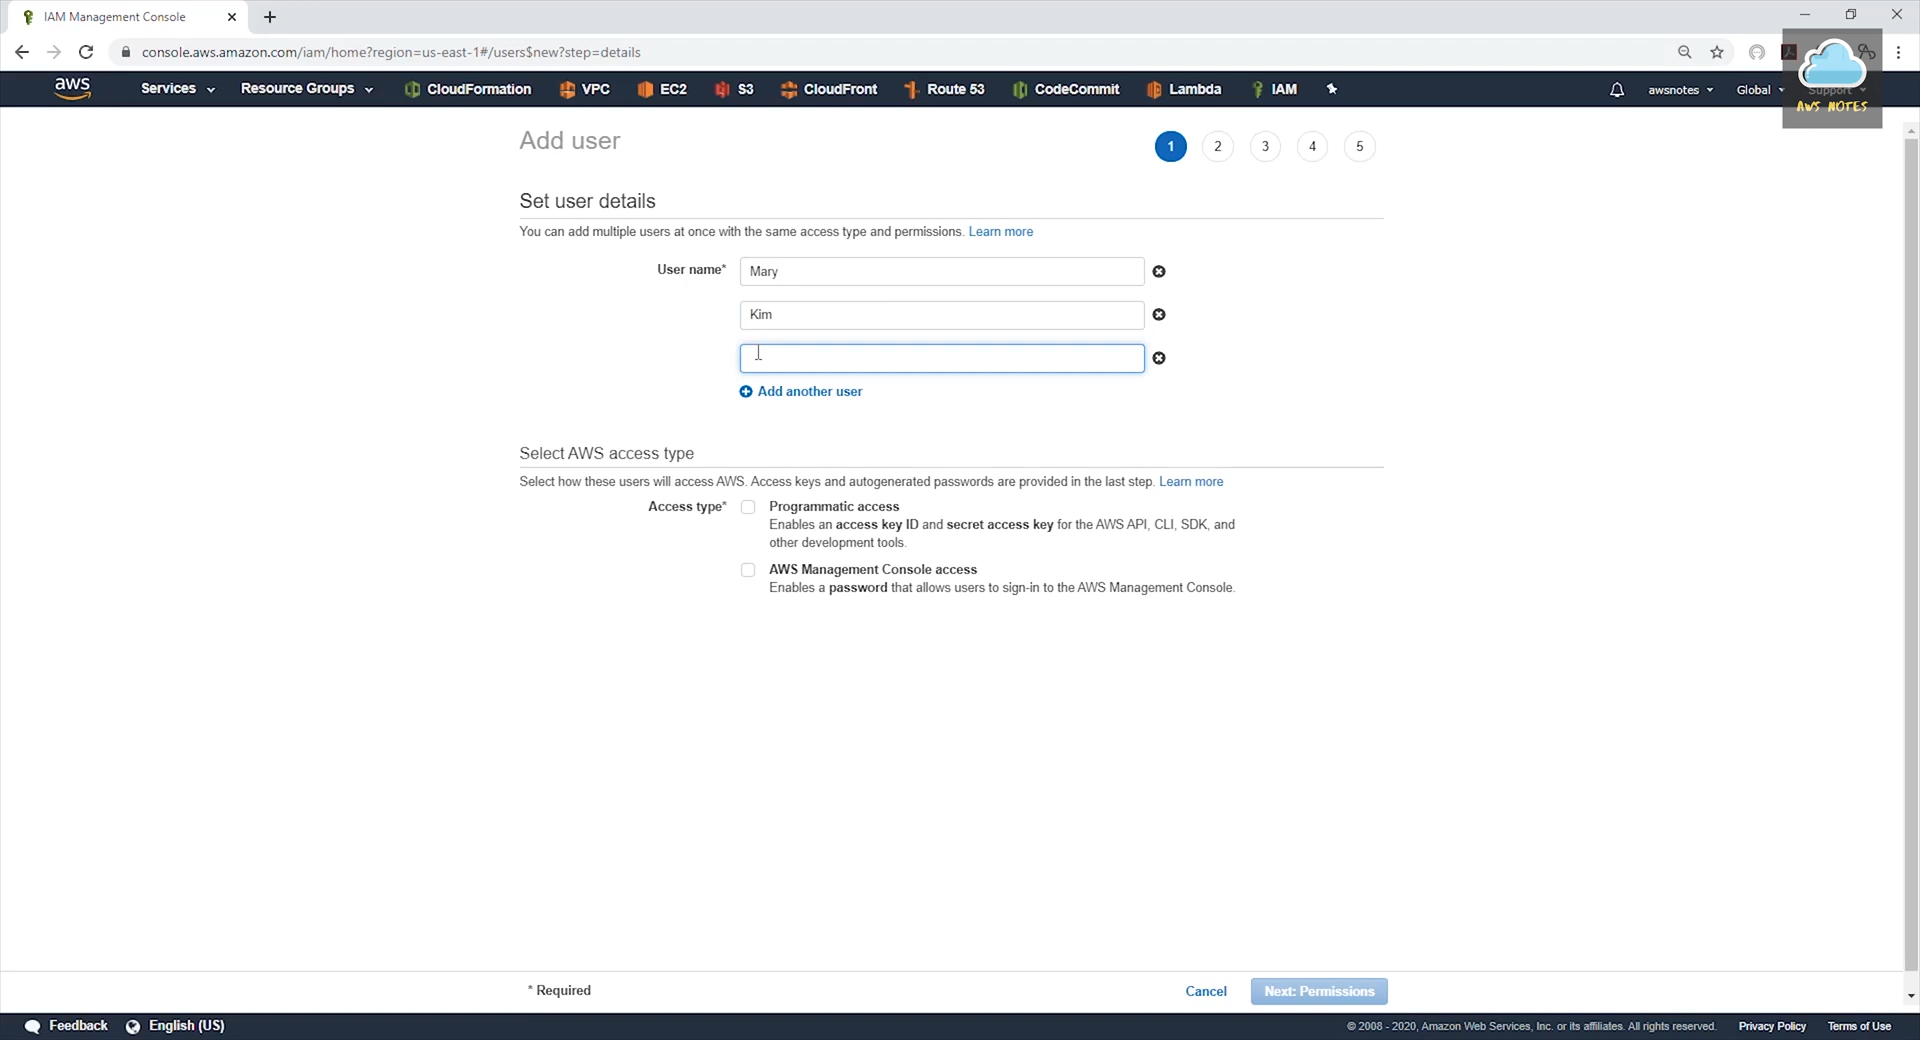 IAM Management Console
console.aws.amazon.com/iam/home?region=us-east-1#/users$new?step=details
aws Services Resource Groups CloudFormation VPC EC2 S3 CloudFront Route 53 CodeCommit Lambda IAM awsnotes Global Support
AWS NOTES
Add user
1 2 3 4 5
Set user details
You can add multiple users at once with the same access type and permissions. Learn more
User name* Mary
Kim
Add another user
Select AWS access type
Select how these users will access AWS. Access keys and autogenerated passwords are provided in the last step. Learn more
Access type* Programmatic access
Enables an access key ID and secret access key for the AWS API, CLI, SDK, and
other development tools.
AWS Management Console access
Enables a password that allows users to sign-in to the AWS Management Console.
* Required Cancel Next: Permissions
Feedback English (US) © 2008 - 2020, Amazon Web Services, Inc. or its affiliates. All rights reserved. Privacy Policy Terms of Use